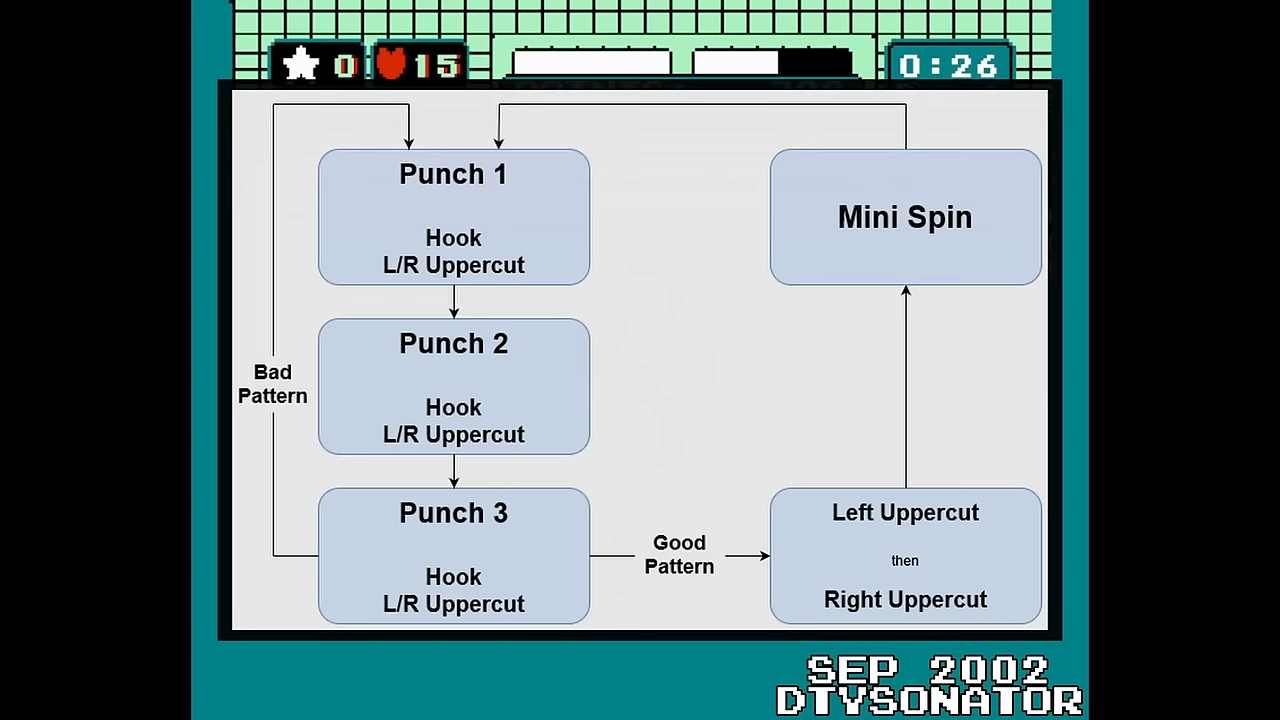 0 15 0:26
Punch 1
Hook
L/R Uppercut
Mini Spin
Punch 2
Hook
L/R Uppercut
Bad
Pattern
Punch 3
Hook
L/R Uppercut
Good
Pattern
Left Uppercut
then
Right Uppercut
SEP 2002
DTYSONATOR